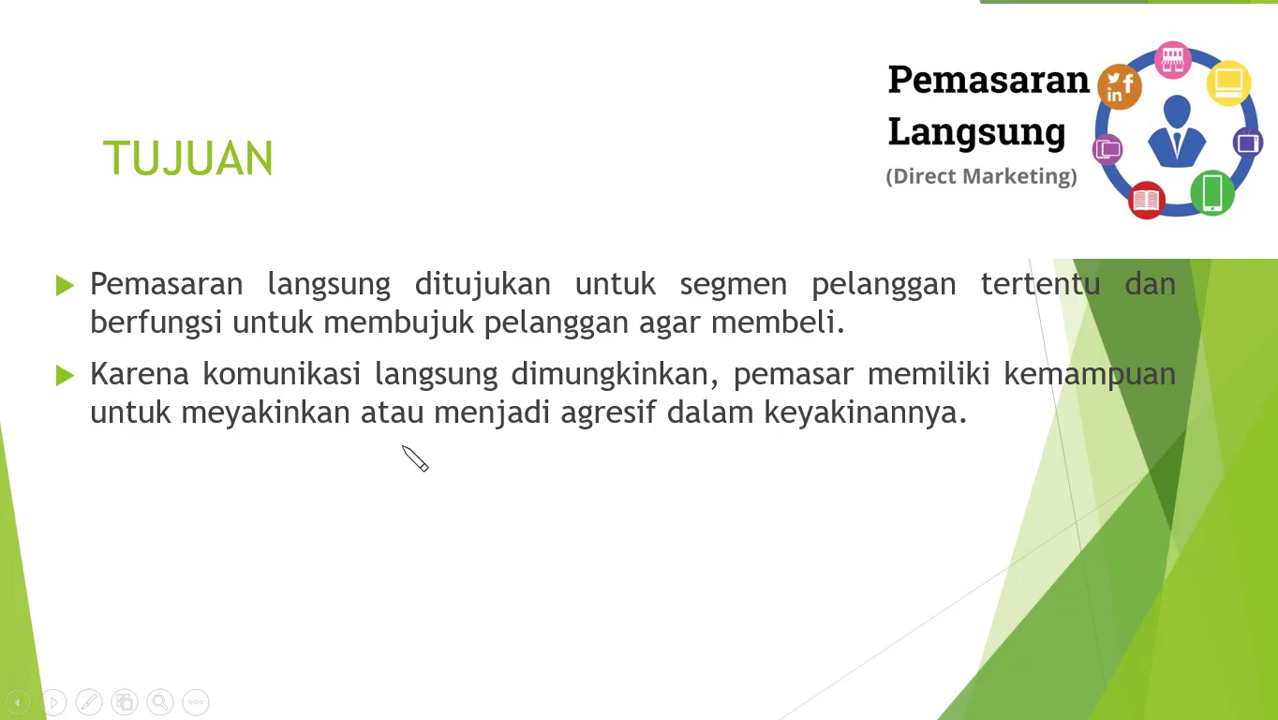 Pemasaran
Langsung
(Direct Marketing)
TUJUAN
Pemasaran langsung ditujukan untuk segmen pelanggan tertentu dan
berfungsi untuk membujuk pelanggan agar membeli.
Karena komunikasi langsung dimungkinkan, pemasar memiliki kemampuan
untuk meyakinkan atau menjadi agresif dalam keyakinannya.